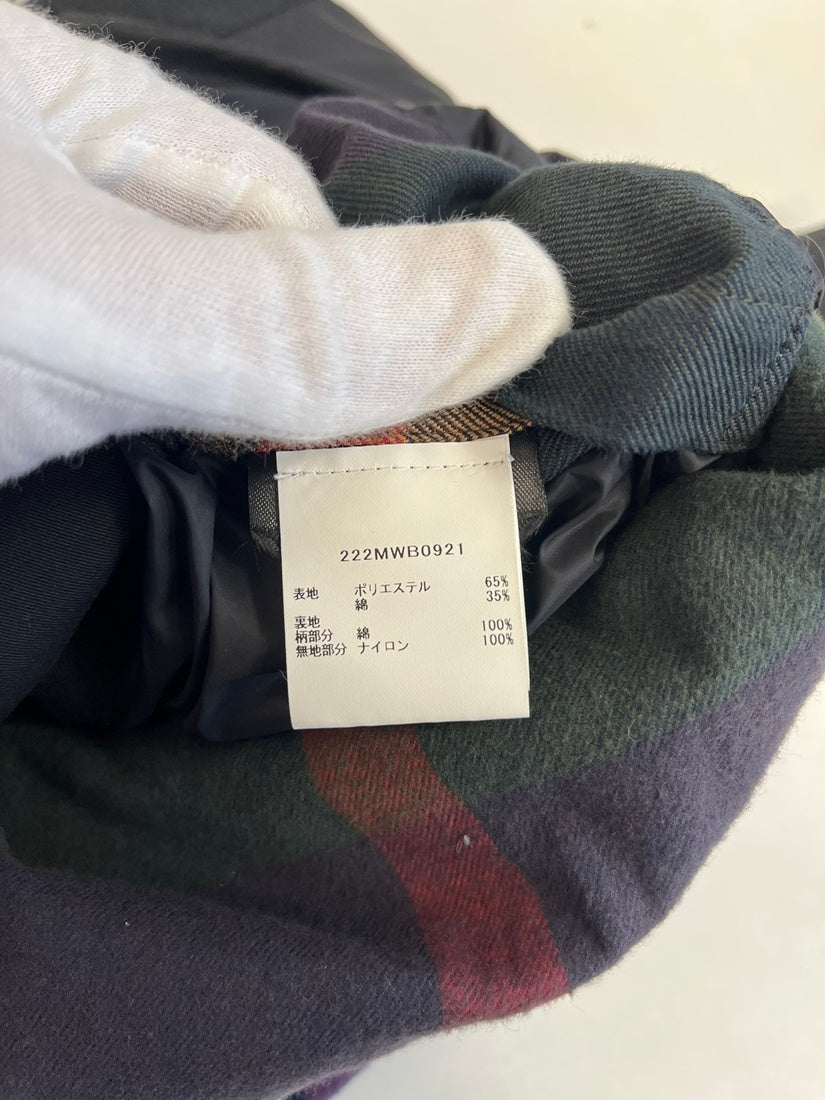 222MWB0921
表地 ポリエステル 65%
綿 35%
裏地
柄部分 綿 100%
無地部分 ナイロン 100%